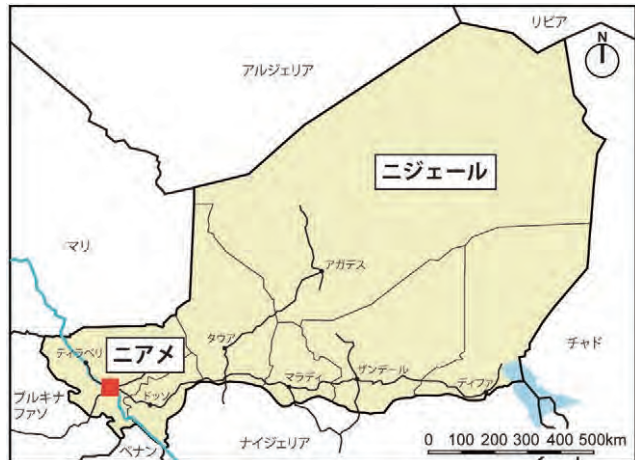 リビア
N
アルジェリア
ニジェール
マリ
アガデス
タウア
ニアメ
ティラベリ
チャド
ザンデール
マラディ
ディファ
ドッソ
ブルキナ
ファソ
ナイジェリア
ベナン
0 100 200 300 400 500km